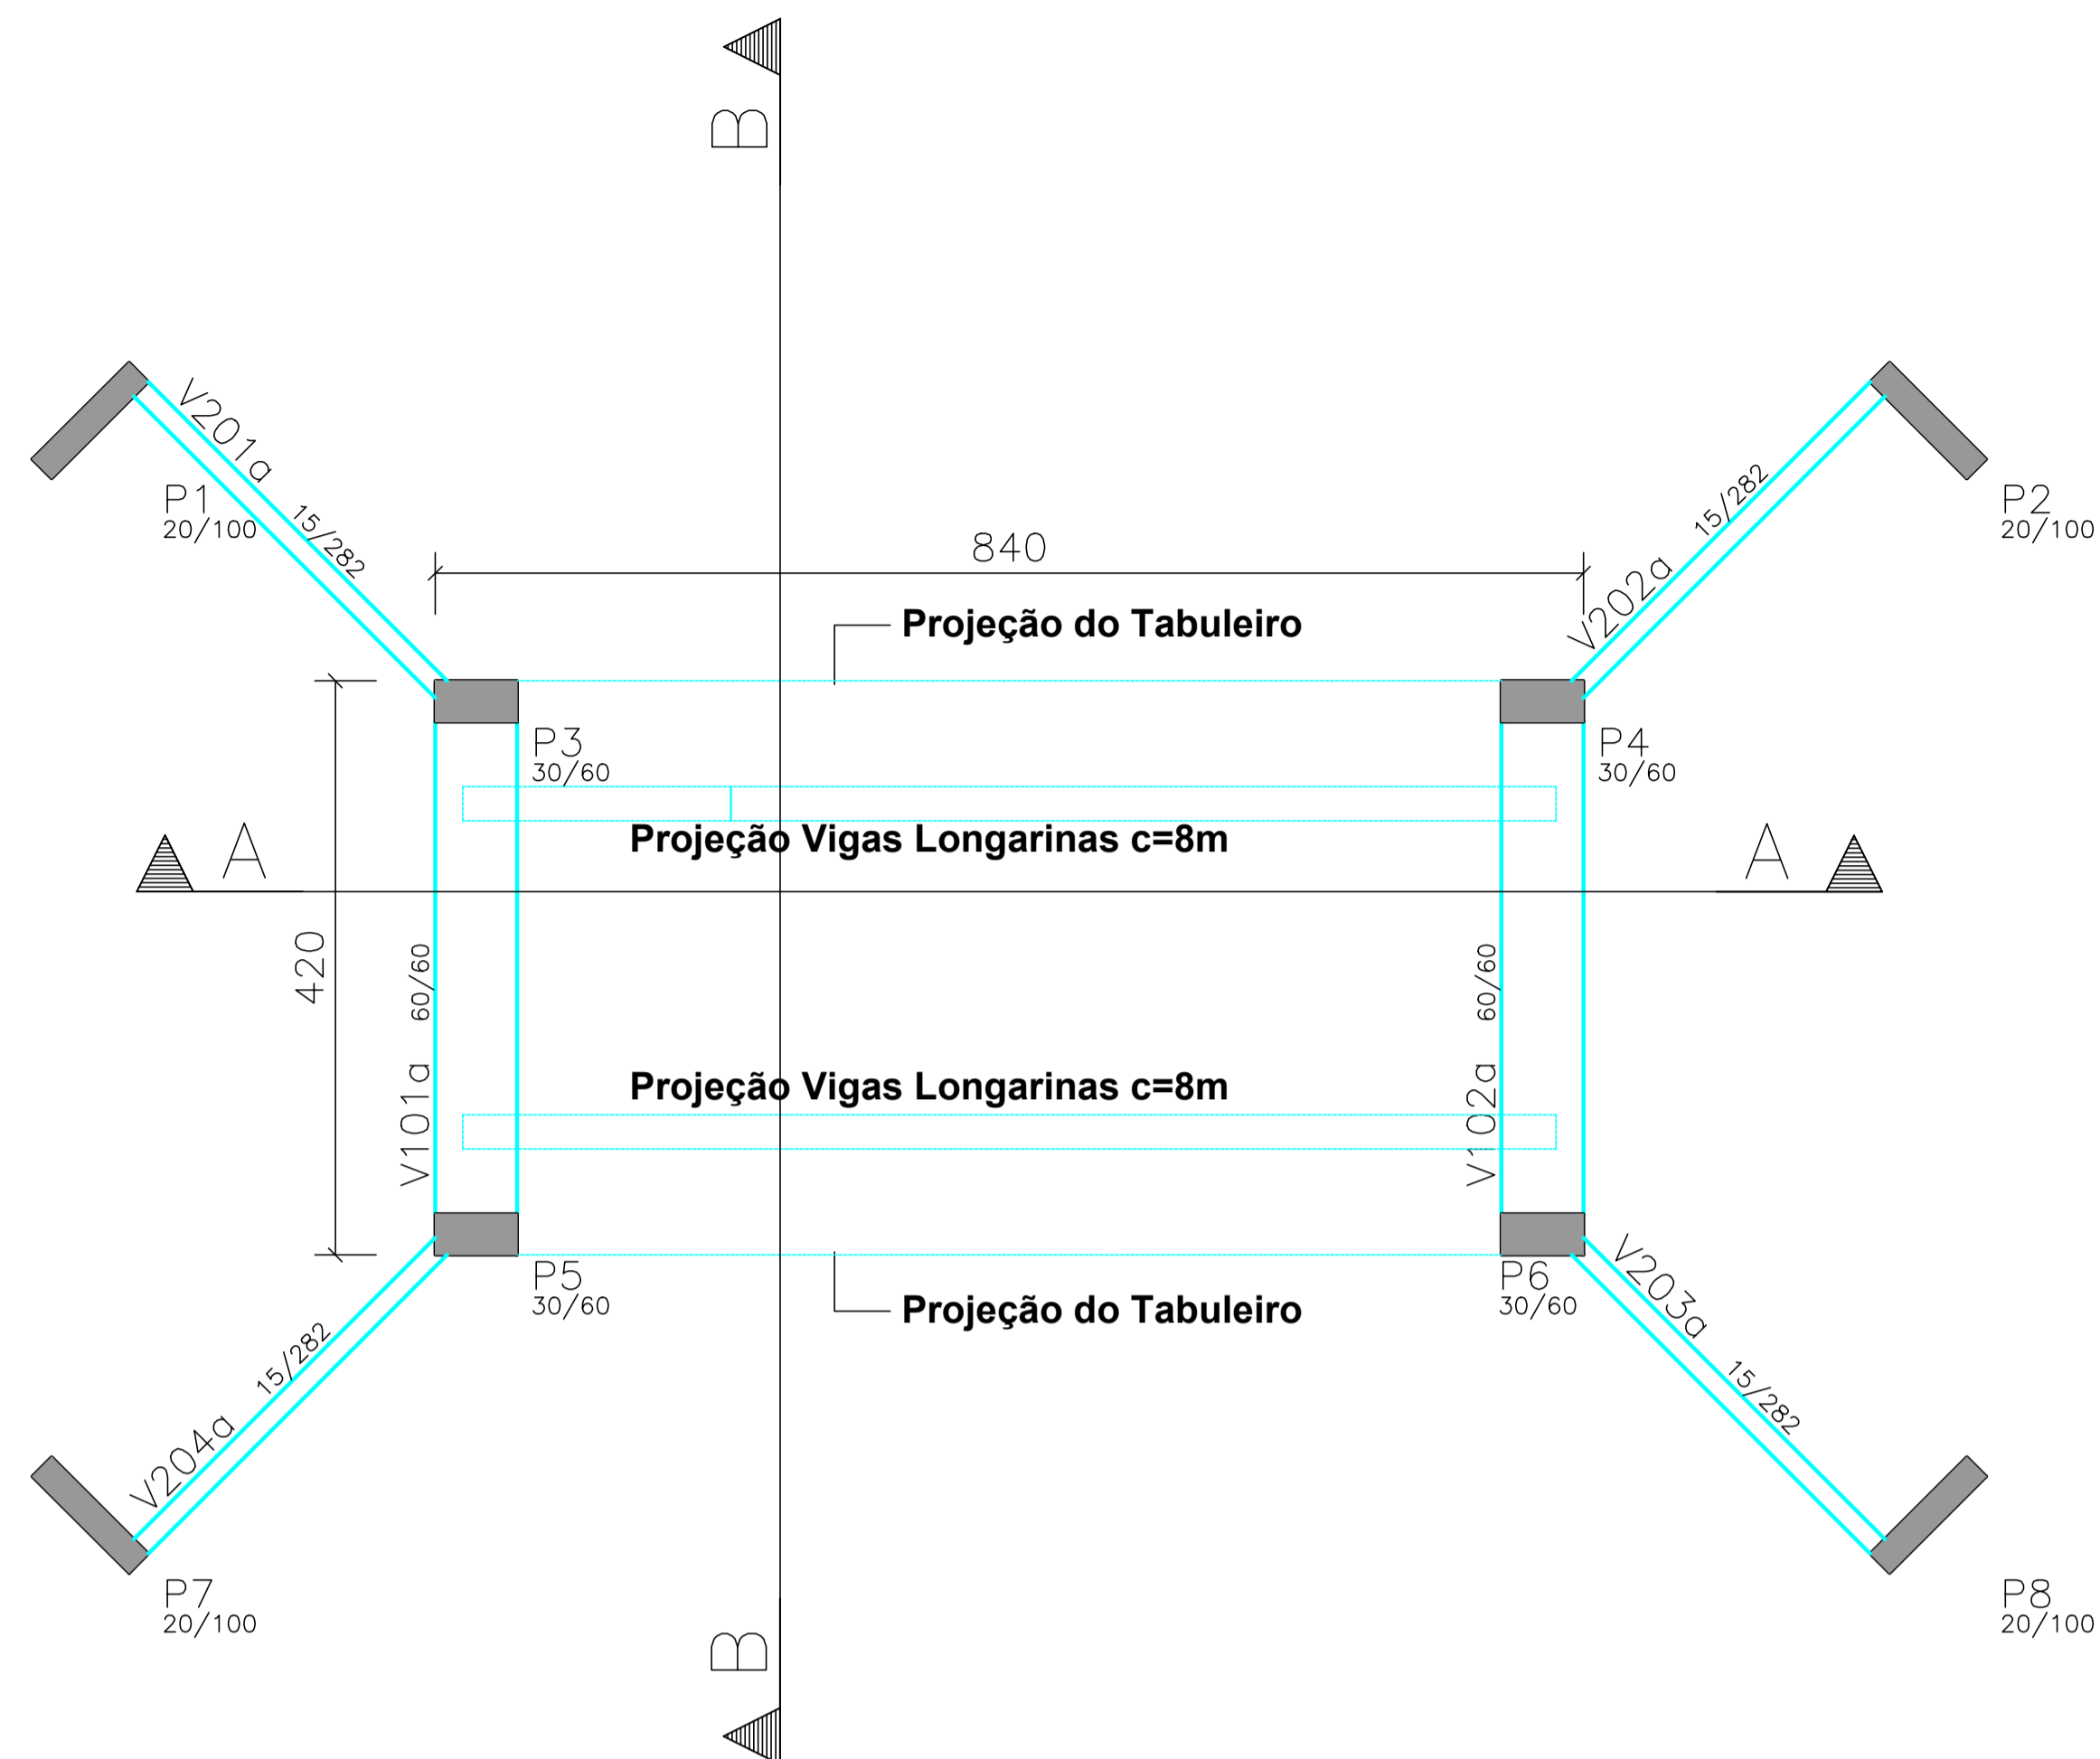 B
V201a
15/282
P1
20/100
15/282
V202a
P2
20/100
840
Projeção do Tabuleiro
P3
30/60
P4
30/60
Projeção Vigas Longarinas c=8m
A
A
420
60/60
V101a
60/60
V102a
Projeção Vigas Longarinas c=8m
P5
30/60
P6
30/60
Projeção do Tabuleiro
V203a
15/282
15/282
V204a
P7
20/100
P8
20/100
B